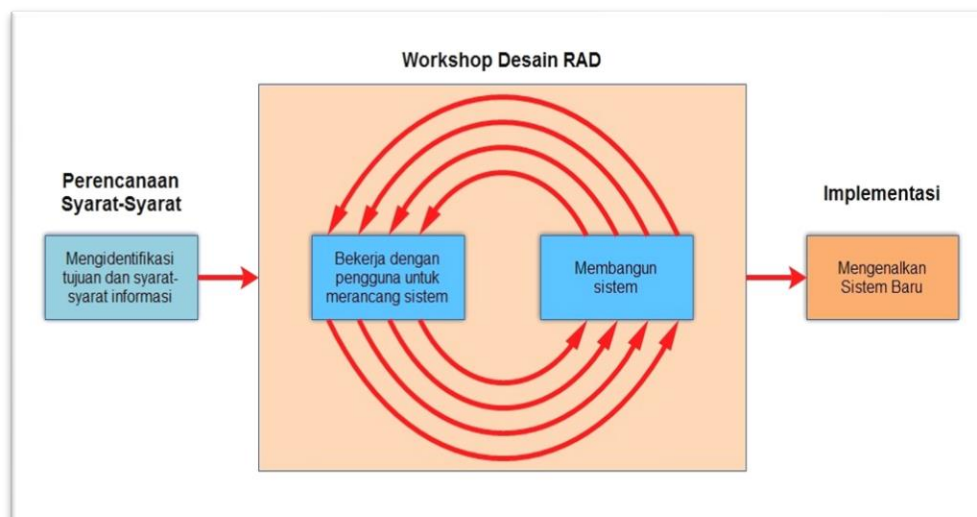 Workshop Desain RAD
Perencanaan
Syarat-Syarat
Mengidentifikasi
tujuan dan syarat-
syarat informasi
Bekerja dengan
pengguna untuk
merancang sistem
Membangun
sistem
Implementasi
Mengenalkan
Sistem Baru